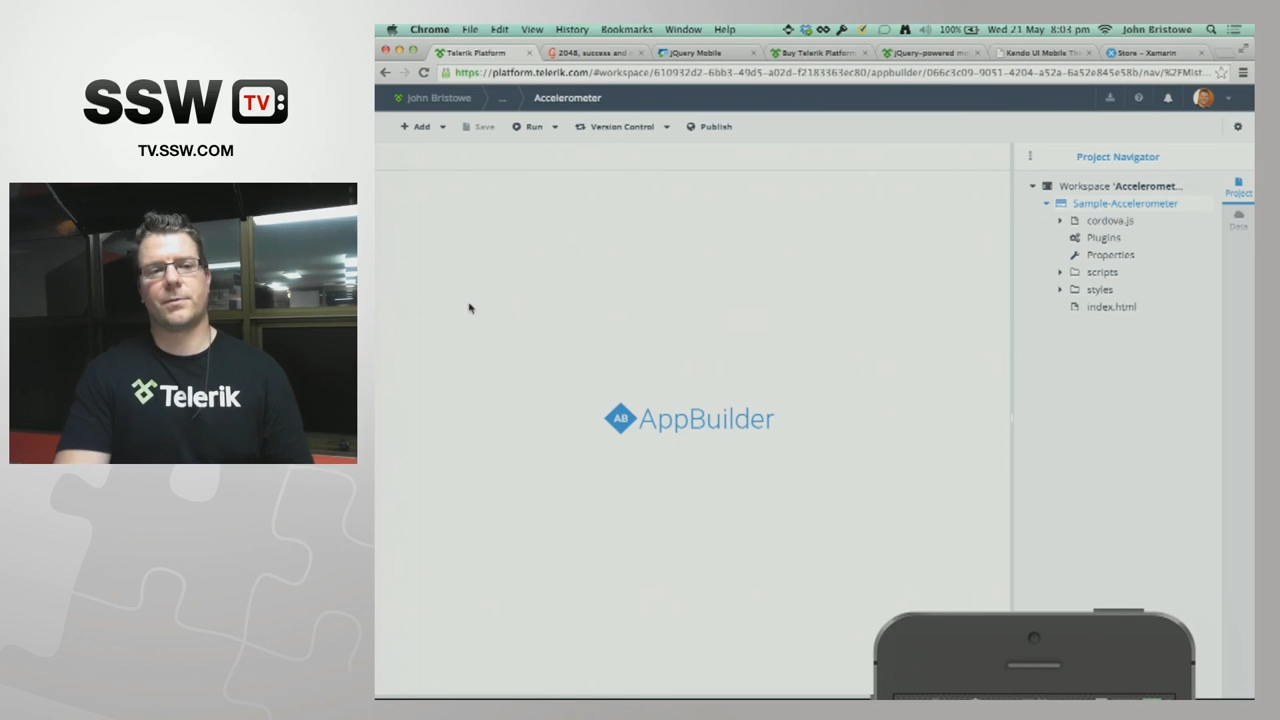 SSW TV
TV.SSW.COM
Telerik
Chrome File Edit View History Bookmarks Window Help 100% Wed 21 May 8:03 pm John Bristowe
Telerik Platform 2048, success and jQuery Mobile Buy Telerik Platform jQuery-powered mo Kendo UI Mobile Th Store - Xamarin
https://platform.telerik.com/#workspace/610932d2-6bb3-49d5-a02d-f2183363ec80/appbuilder/066c3c09-9051-4204-a52a-6a52e845e58b/nav/%2FMist...
John Bristowe ... Accelerometer
Add Save Run Version Control Publish
Project Navigator
Workspace 'Acceleromet...
Sample-Accelerometer
cordova.js
Plugins
Properties
scripts
styles
index.html
Project
Data
AB AppBuilder